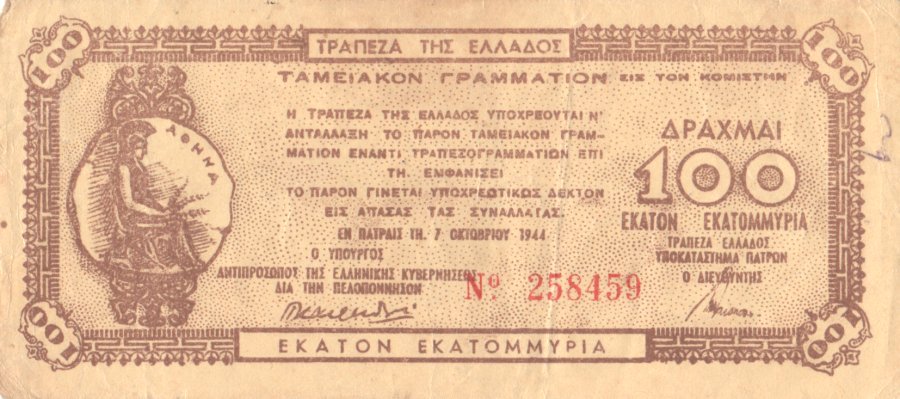 100
100
ΤΡΑΠΕΖΑ ΤΗΣ ΕΛΛΑΔΟΣ
ΤΑΜΕΙΑΚΟΝ ΓΡΑΜΜΑΤΙΟΝ ΕΙΣ ΤΟΝ ΚΟΜΙΣΤΗΝ
ΑΘΗΝΑ
Η ΤΡΑΠΕΖΑ ΤΗΣ ΕΛΛΑΔΟΣ ΥΠΟΧΡΕΟΥΤΑΙ Ν'
ΑΝΤΑΛΛΑΞΗ ΤΟ ΠΑΡΟΝ ΤΑΜΕΙΑΚΟΝ ΓΡΑΜ-
ΜΑΤΙΟΝ ΕΝΑΝΤΙ ΤΡΑΠΕΖΟΓΡΑΜΜΑΤΙΩΝ ΕΠΙ
ΤΗ, ΕΜΦΑΝΙΣΕΙ
ΤΟ ΠΑΡΟΝ ΓΙΝΕΤΑΙ ΥΠΟΧΡΕΩΤΙΚΩΣ ΔΕΚΤΟΝ
ΕΙΣ ΑΠΑΣΑΣ ΤΑΣ ΣΥΝΑΛΛΑΓΑΣ.
ΕΝ ΠΑΤΡΑΙΣ ΤΗ, 7 ΟΚΤΩΒΡΙΟΥ 1944
Ο ΥΠΟΥΡΓΟΣ
ΑΝΤΙΠΡΟΣΩΠΟΣ ΤΗΣ ΕΛΛΗΝΙΚΗΣ ΚΥΒΕΡΝΗΣΕΩΣ
ΔΙΑ ΤΗΝ ΠΕΛΟΠΟΝΝΗΣΟΝ
Nº 258459
ΔΡΑΧΜΑΙ
100
ΕΚΑΤΟΝ ΕΚΑΤΟΜΜΥΡΙΑ
ΤΡΑΠΕΖΑ ΕΛΛΑΔΟΣ
ΥΠΟΚΑΤΑΣΤΗΜΑ ΠΑΤΡΩΝ
Ο ΔΙΕΥΘΥΝΤΗΣ
100
100
ΕΚΑΤΟΝ ΕΚΑΤΟΜΜΥΡΙΑ